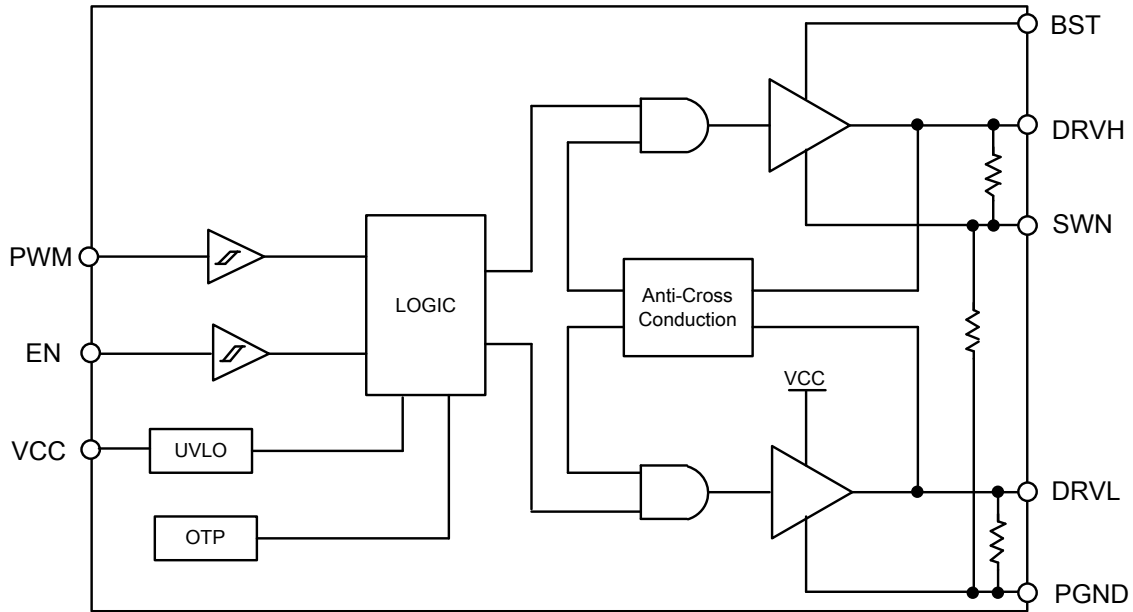 BST
DRVH
SWN
PWM
LOGIC
Anti-Cross
Conduction
EN
VCC
VCC
UVLO
DRVL
OTP
PGND